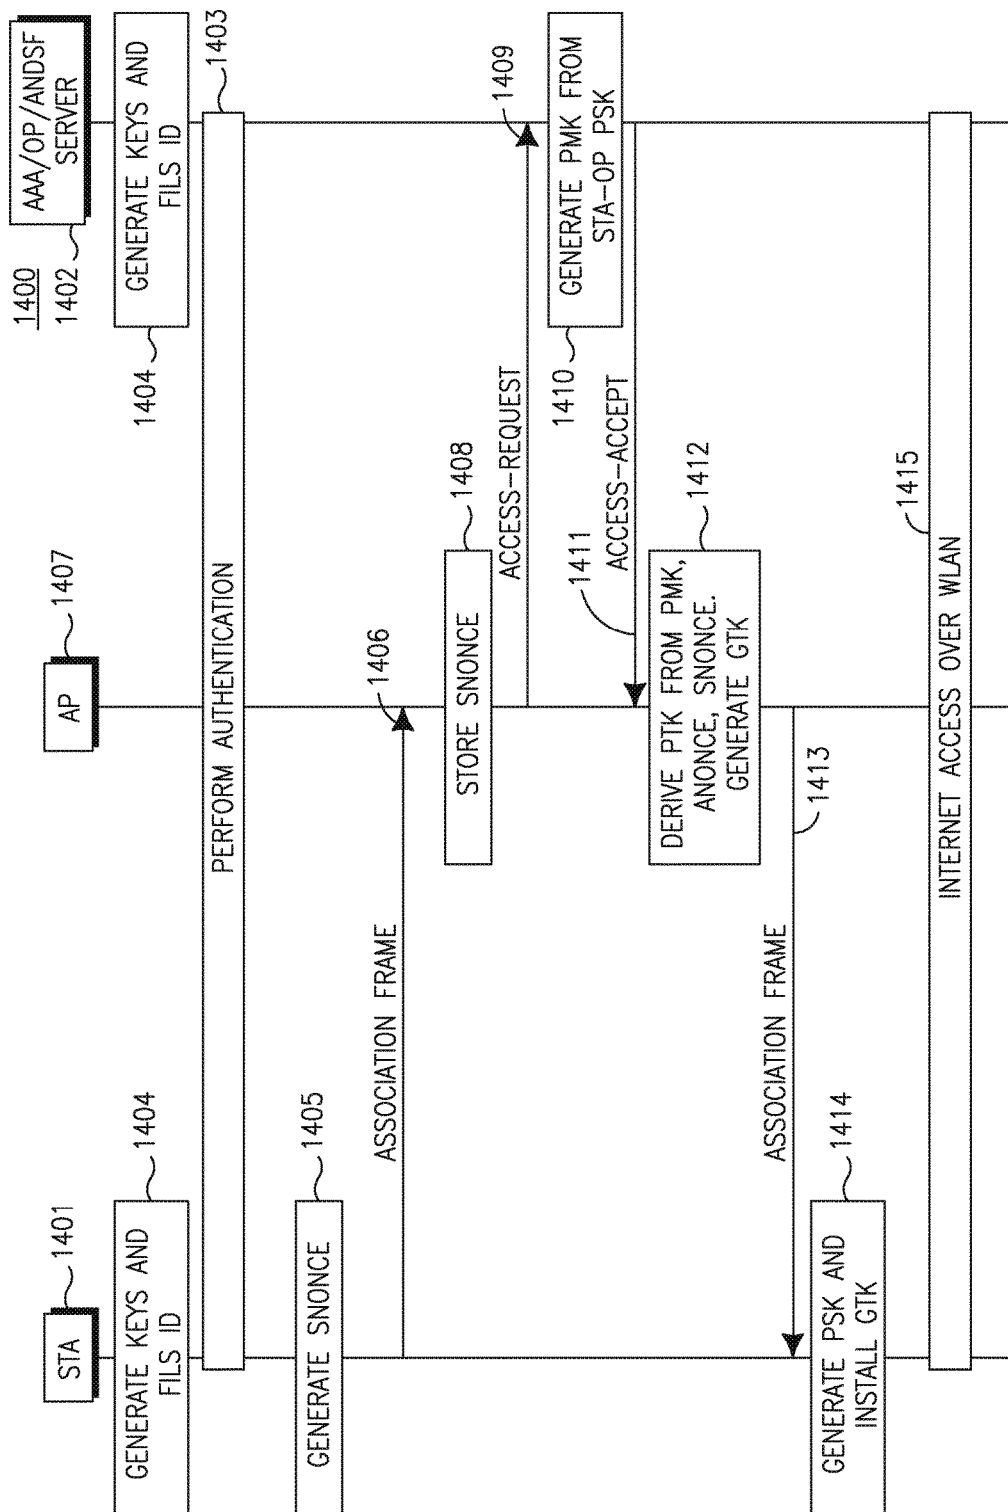 1400
STA
1401
AP
1407
AAA/OP/ANDSF
SERVER
1402
GENERATE KEYS AND
FILS ID
1404
GENERATE KEYS AND
FILS ID
1404
PERFORM AUTHENTICATION
1403
GENERATE SNONCE
1405
ASSOCIATION FRAME
1406
STORE SNONCE
1408
ACCESS-REQUEST
1409
GENERATE PMK FROM
STA-OP PSK
1410
ACCESS-ACCEPT
1411
DERIVE PTK FROM PMK,
ANONCE, SNONCE.
GENERATE GTK
1412
ASSOCIATION FRAME
1413
GENERATE PSK AND
INSTALL GTK
1414
INTERNET ACCESS OVER WLAN
1415